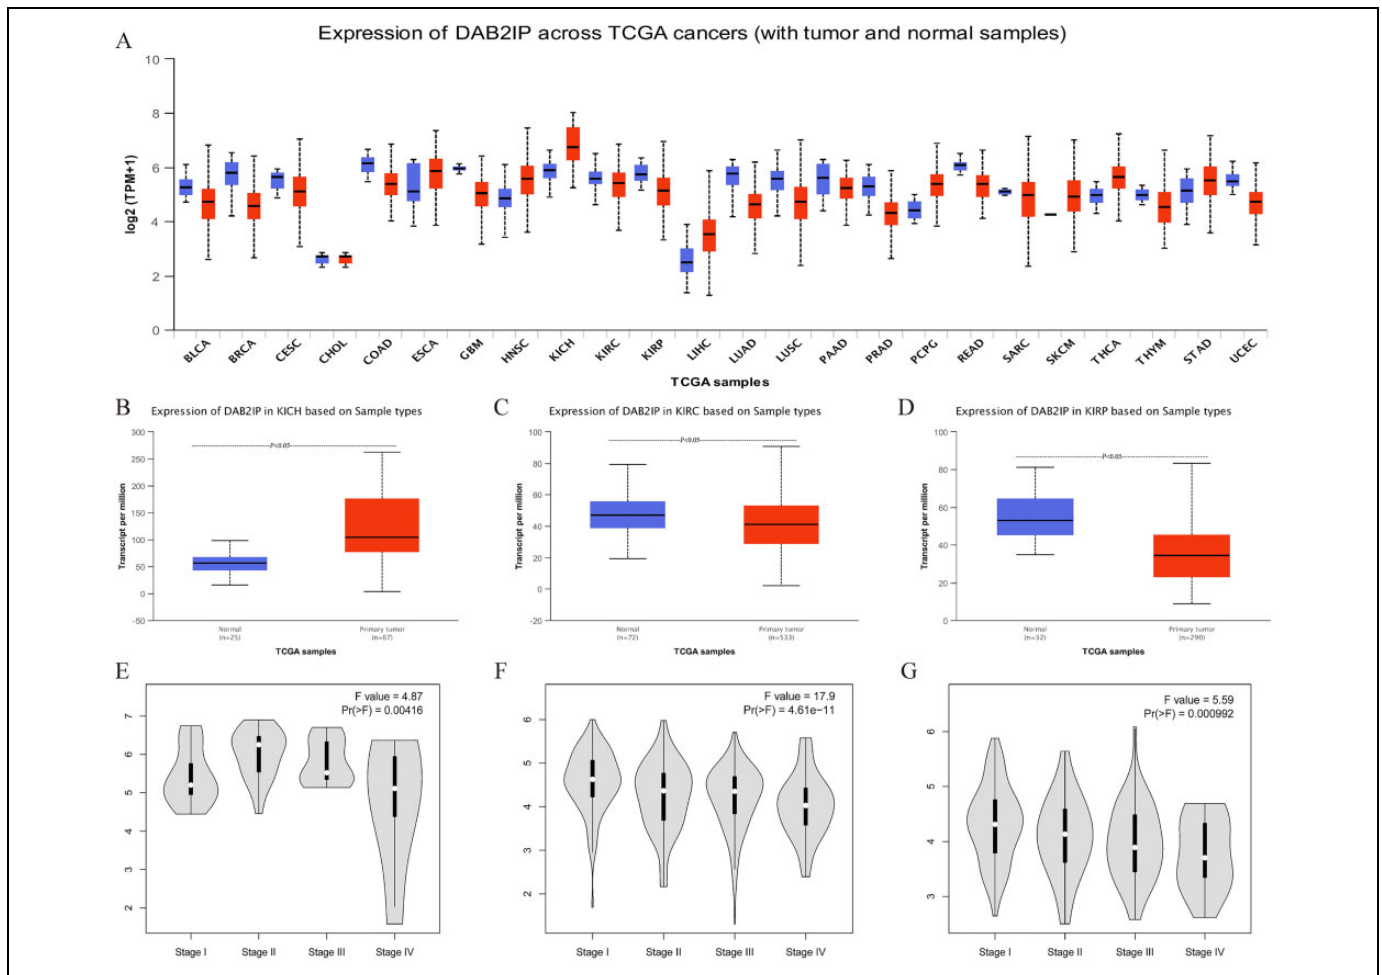 A
Expression of DAB2IP across TCGA cancers (with tumor and normal samples)
log2 (TPM+1)
10
8
6
4
2
0
BLCA BRCA CESC CHOL COAD ESCA GBM HNSC KICH KIRC KIRP LIHC LUAD LUSC PAAD PRAD PCPG READ SARC SKCM THCA THYM STAD UCEC
TCGA samples
B
Expression of DAB2IP in KICH based on Sample types
Transcript per million
300
250
200
150
100
50
0
-50
P<0.05
Normal
(n=25)
Primary tumor
(n=67)
TCGA samples
C
Expression of DAB2IP in KIRC based on Sample types
Transcript per million
100
80
60
40
20
0
-20
P<0.05
Normal
(n=72)
Primary tumor
(n=533)
TCGA samples
D
Expression of DAB2IP in KIRP based on Sample types
Transcript per million
100
80
60
40
20
0
P<0.05
Normal
(n=32)
Primary tumor
(n=290)
TCGA samples
E
F value = 4.87
Pr(>F) = 0.00416
7
6
5
4
3
2
Stage I Stage II Stage III Stage IV
F
F value = 17.9
Pr(>F) = 4.61e−11
6
5
4
3
2
Stage I Stage II Stage III Stage IV
G
F value = 5.59
Pr(>F) = 0.000992
6
5
4
3
Stage I Stage II Stage III Stage IV